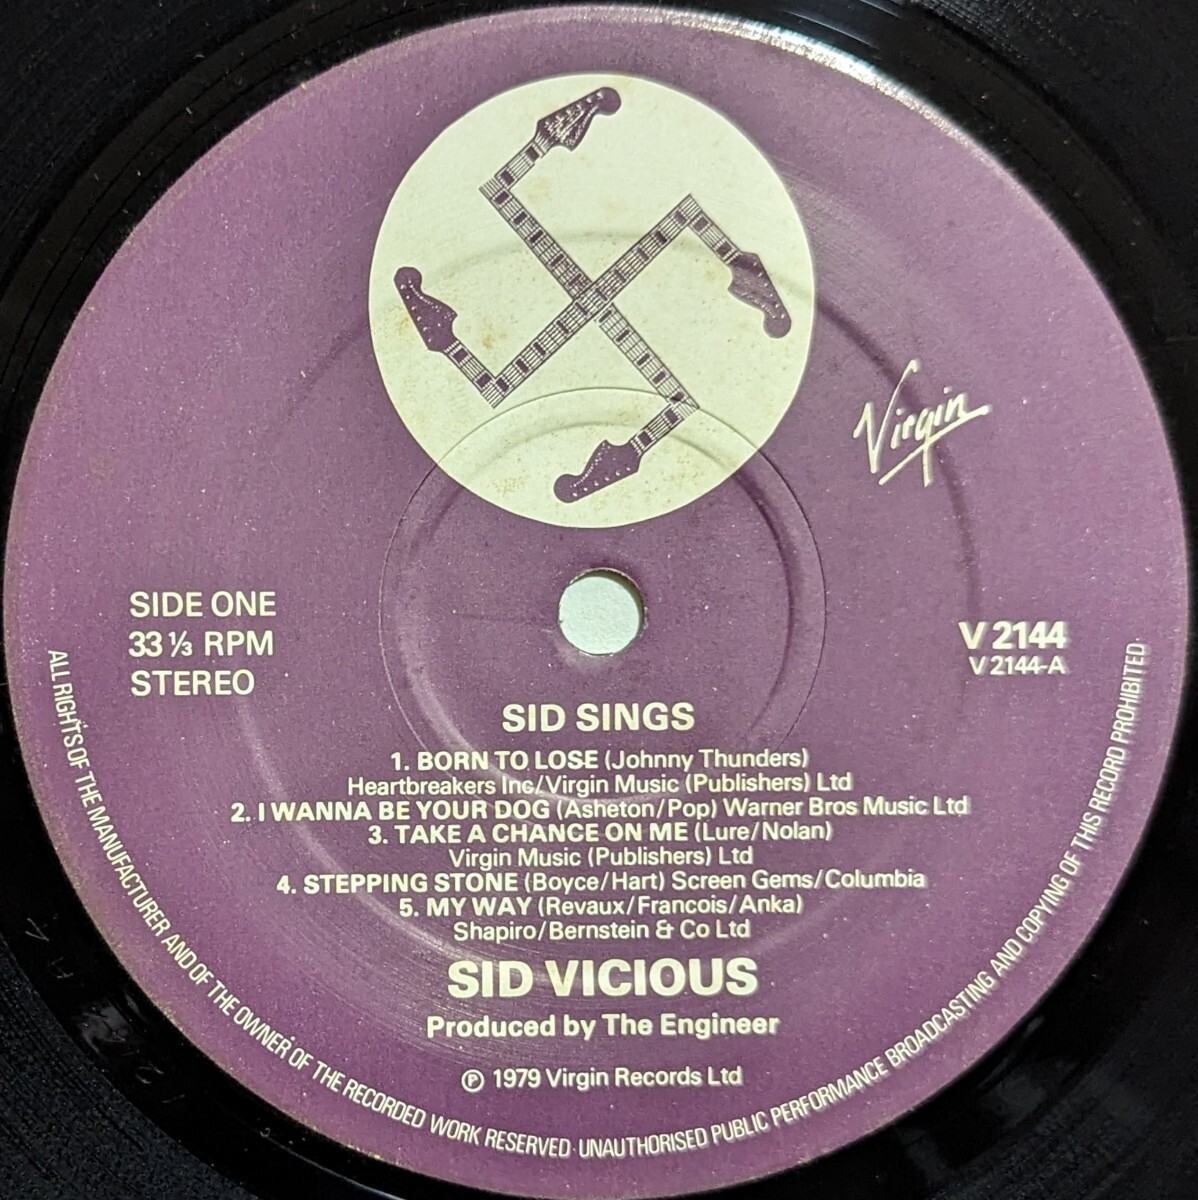 Virgin
SIDE ONE
33 ⅓ RPM
STEREO
V 2144
V 2144-A
SID SINGS
1. BORN TO LOSE (Johnny Thunders)
Heartbreakers Inc/Virgin Music (Publishers) Ltd
2. I WANNA BE YOUR DOG (Asheton/Pop) Warner Bros Music Ltd
3. TAKE A CHANCE ON ME (Lure/Nolan)
Virgin Music (Publishers) Ltd
4. STEPPING STONE (Boyce/Hart) Screen Gems/Columbia
5. MY WAY (Revaux/Francois/Anka)
Shapiro/Bernstein & Co Ltd
SID VICIOUS
Produced by The Engineer
℗ 1979 Virgin Records Ltd
ALL RIGHTS OF THE MANUFACTURER AND OF THE OWNER OF THE RECORDED WORK RESERVED · UNAUTHORISED PUBLIC PERFORMANCE BROADCASTING AND COPYING OF THIS RECORD PROHIBITED